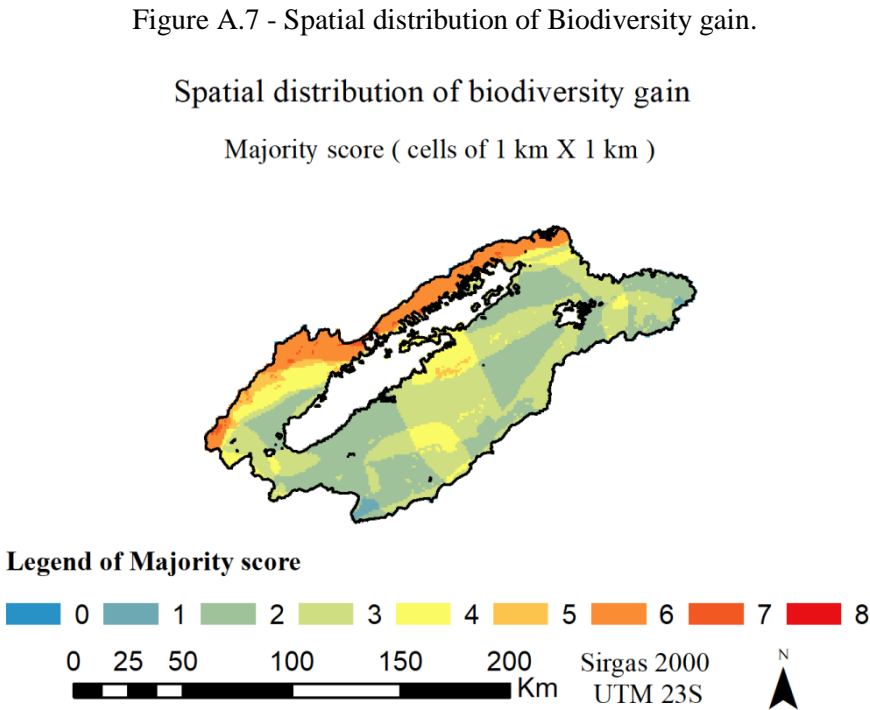 Figure A.7 - Spatial distribution of Biodiversity gain.
Spatial distribution of biodiversity gain
Majority score ( cells of 1 km X 1 km )
Legend of Majority score
0 1 2 3 4 5 6 7 8
0 25 50 100 150 200
Km
Sirgas 2000
UTM 23S
N